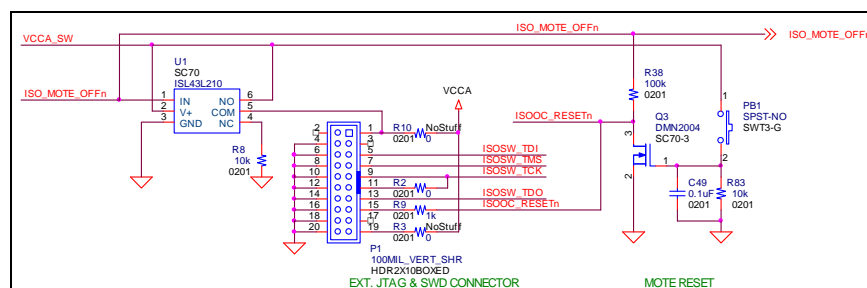 ISO_MOTE_OFFn
ISO_MOTE_OFFn
VCCA_SW
U1
SC70
ISL43L210
ISO_MOTE_OFFn
1 IN NO 6
2 V+ COM 5
3 GND NC 4
R8
10k
0201
VCCA
R38
100k
0201
1
PB1
SPST-NO
SWT3-G
2
ISOOC_RESETn
Q3
DMN2004
SC70-3
3
1
2
C49
0.1uF
0201
R83
10k
0201
2 1 R10 NoStuff
0201 0
4 3
6 5 ISOSW_TDI
8 7 ISOSW_TMS
10 9 ISOSW_TCK
12 11 R2
0201 0
14 13 ISOSW_TDO
16 15 R9 ISOOC_RESETn
0201 1k
18 17
20 19 R3 NoStuff
0201 0
P1
100MIL_VERT_SHR
HDR2X10BOXED
EXT. JTAG & SWD CONNECTOR
MOTE RESET